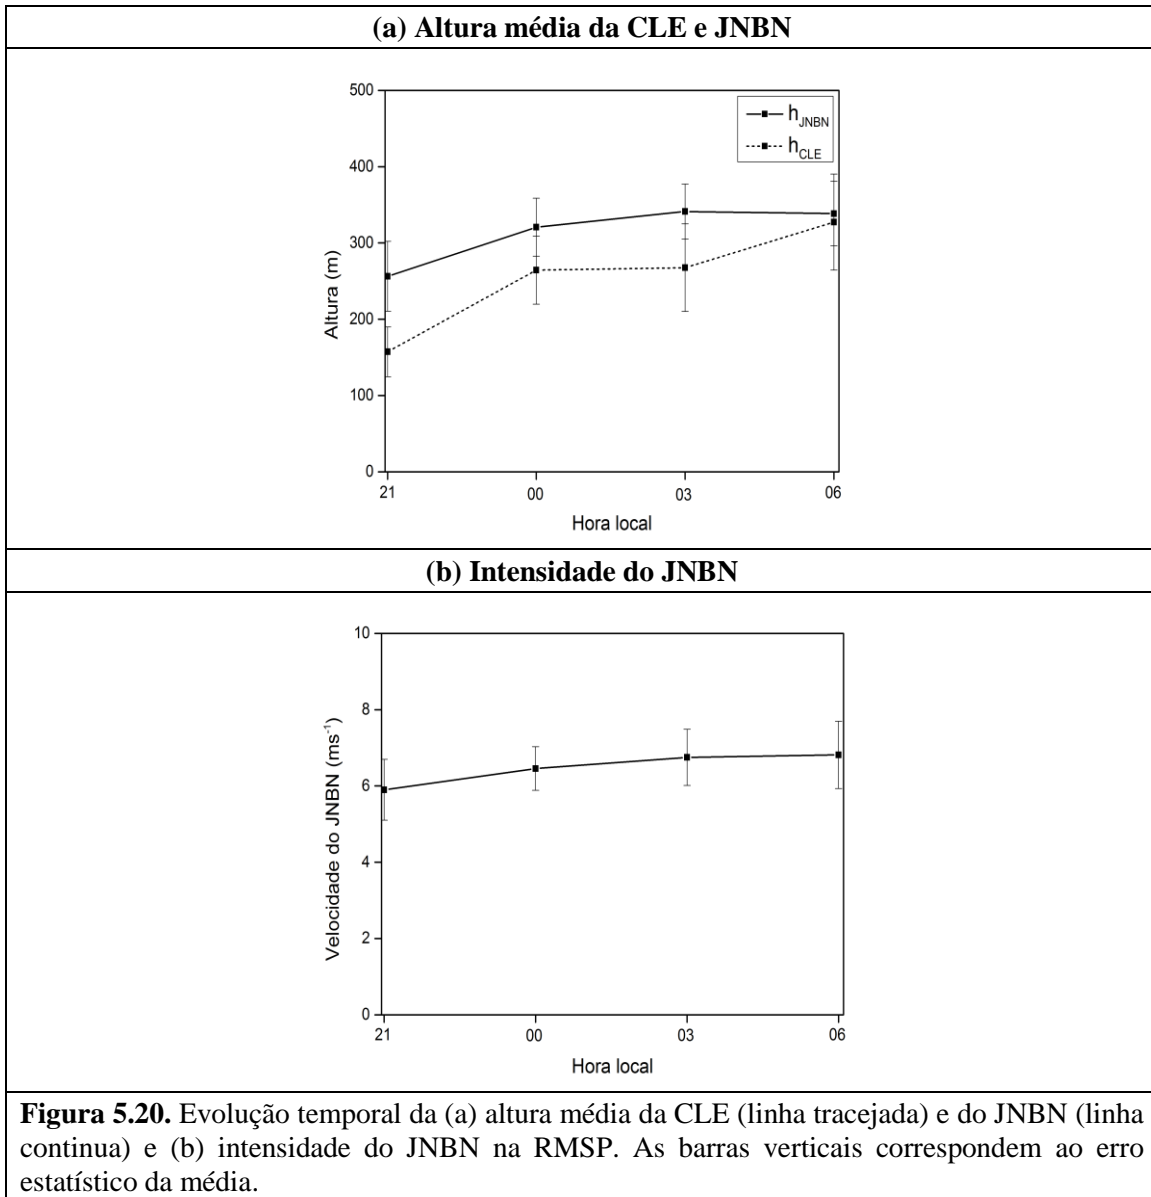 (a) Altura média da CLE e JNBN
500
400
300
200
100
0
Altura (m)
h_JNBN
h_CLE
21 00 03 06
Hora local
(b) Intensidade do JNBN
10
8
6
4
2
0
Velocidade do JNBN (ms⁻¹)
21 00 03 06
Hora local
Figura 5.20. Evolução temporal da (a) altura média da CLE (linha tracejada) e do JNBN (linha
continua) e (b) intensidade do JNBN na RMSP. As barras verticais correspondem ao erro
estatístico da média.